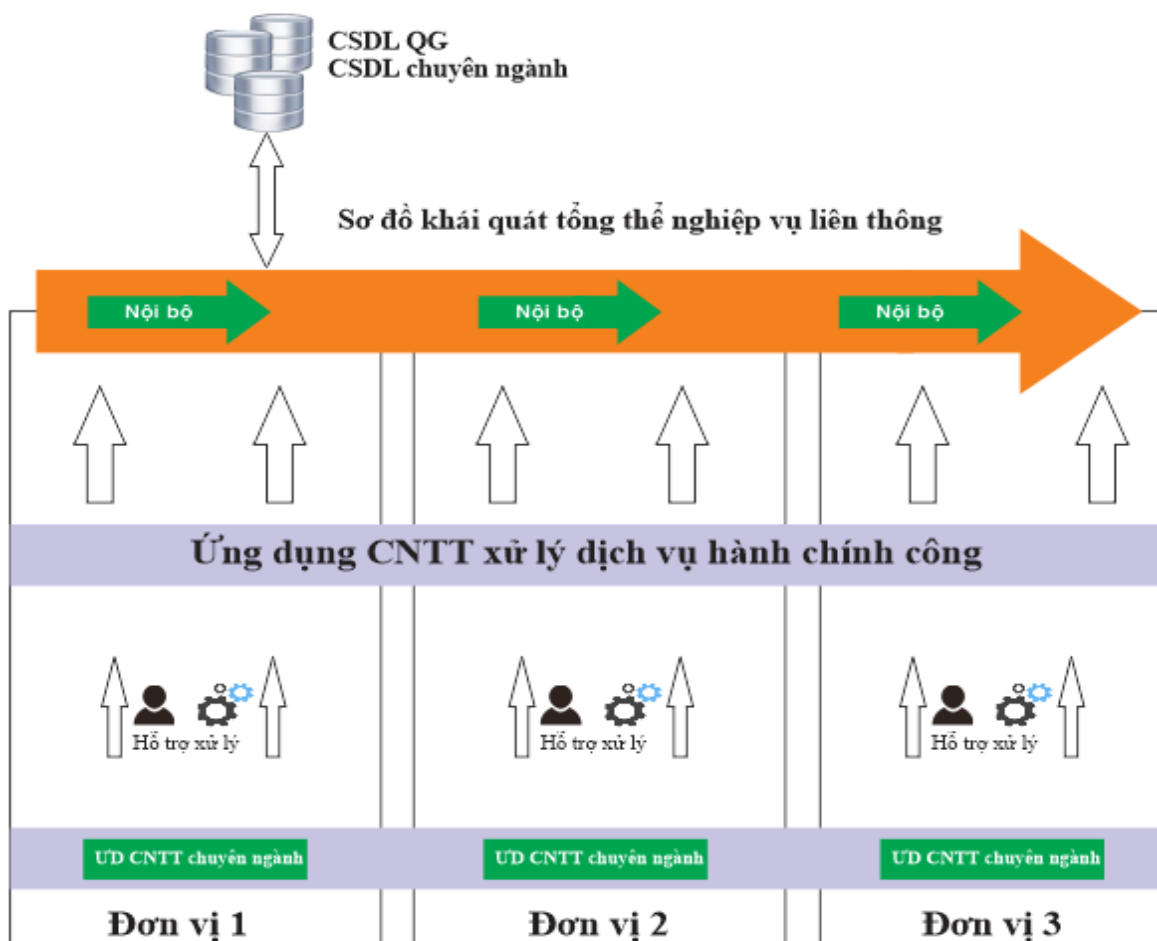 CSDL QG
CSDL chuyên ngành
Sơ đồ khái quát tổng thể nghiệp vụ liên thông
Nội bộ
Nội bộ
Nội bộ
Ứng dụng CNTT xử lý dịch vụ hành chính công
Hỗ trợ xử lý
Hỗ trợ xử lý
Hỗ trợ xử lý
ƯD CNTT chuyên ngành
ƯD CNTT chuyên ngành
ƯD CNTT chuyên ngành
Đơn vị 1
Đơn vị 2
Đơn vị 3